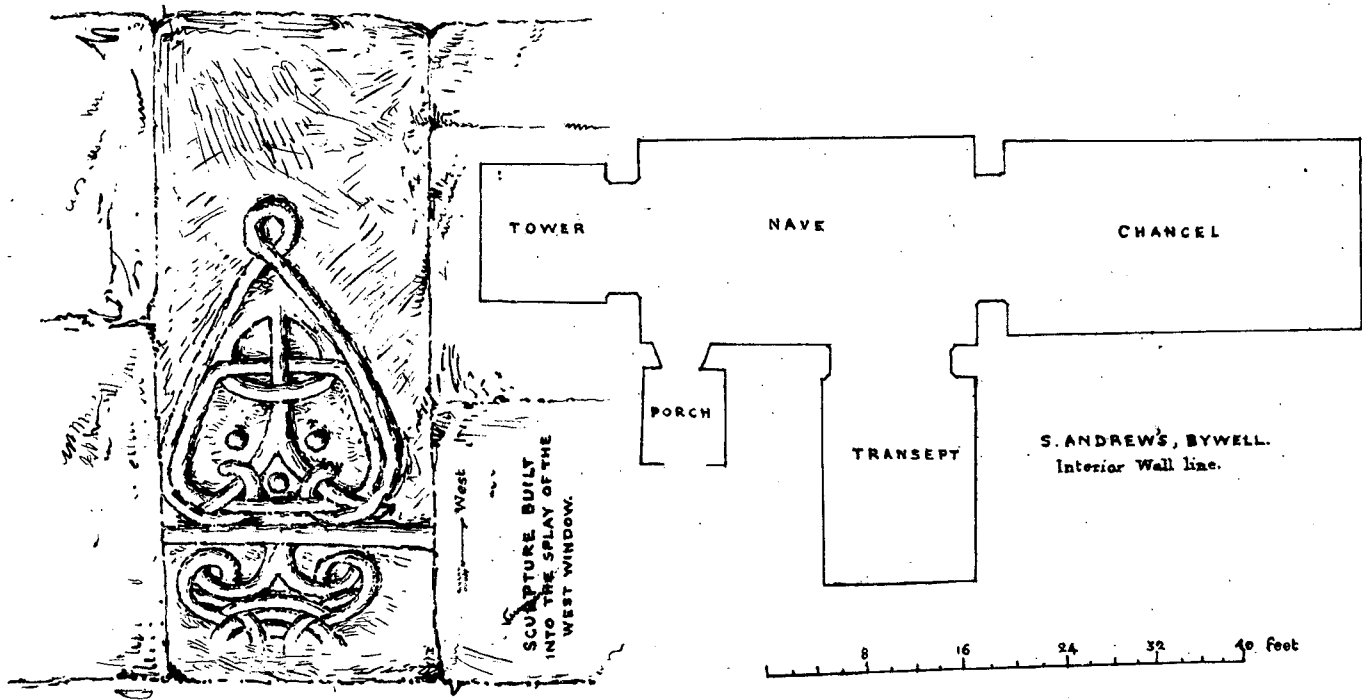 TOWER
NAVE
CHANCEL
PORCH
TRANSEPT
S. ANDREWS, BYWELL.
Interior Wall line.
West
SCULPTURE BUILT
INTO THE SPLAY OF THE
WEST WINDOW.
8 16 24 32 40 feet